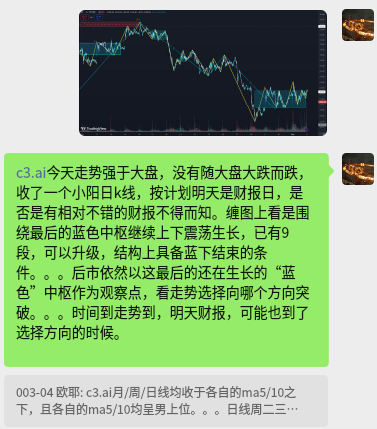 TradingView
c3.ai今天走势强于大盘，没有随大盘大跌而跌，
收了一个小阳日k线，按计划明天是财报日，是
否是有相对不错的财报不得而知。缠图上看是围
绕最后的蓝色中枢继续上下震荡生长，已有9
段，可以升级，结构上具备蓝下结束的条
件。。。后市依然以这最后的还在生长的“蓝
色”中枢作为观察点，看走势选择向哪个方向突
破。。。时间到走势到，明天财报，可能也到了
选择方向的时候。
003-04 欧耶: c3.ai月/周/日线均收于各自的ma5/10之
下，且各自的ma5/10均呈男上位。。。日线周二三…